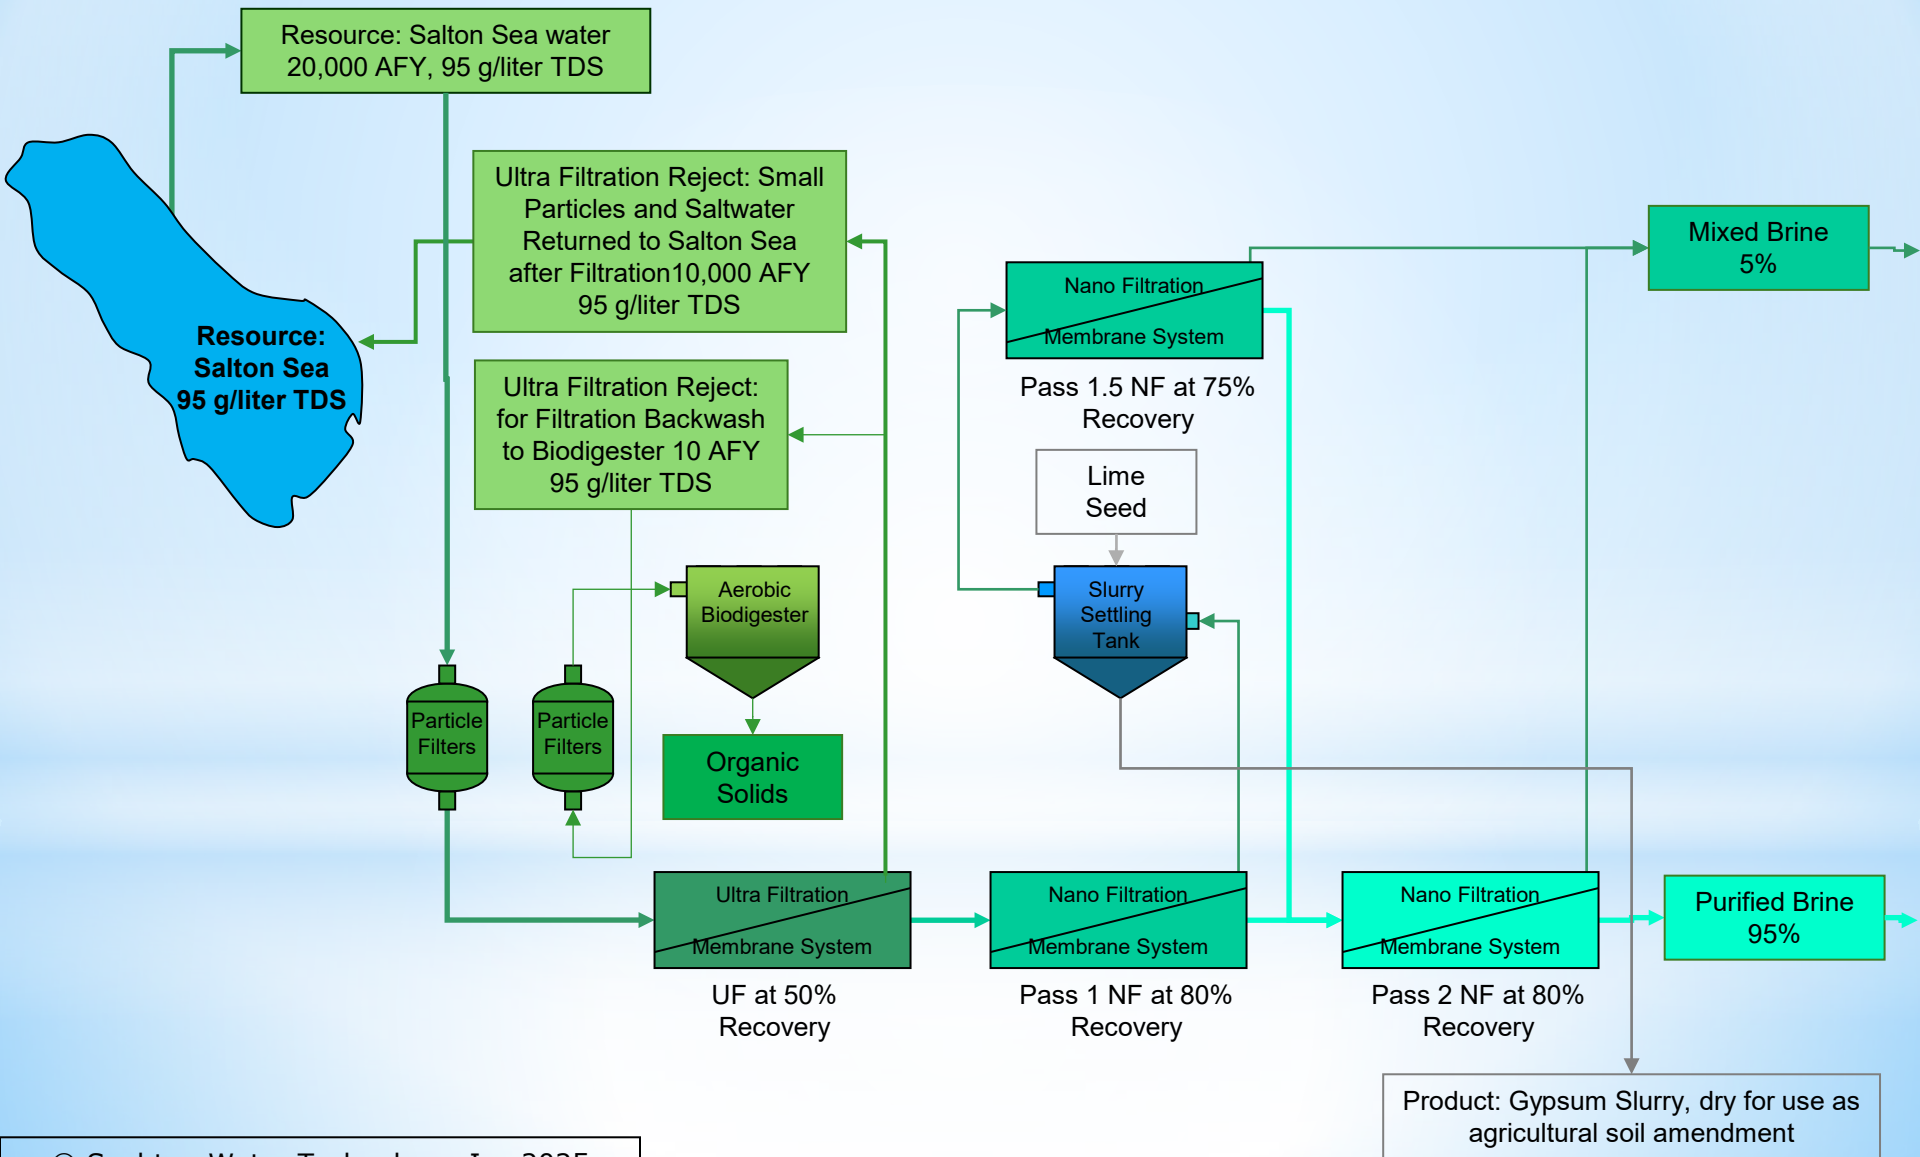 Resource: Salton Sea water
20,000 AFY, 95 g/liter TDS
Ultra Filtration Reject: Small
Particles and Saltwater
Returned to Salton Sea
after Filtration10,000 AFY
95 g/liter TDS
Resource:
Salton Sea
95 g/liter TDS
Ultra Filtration Reject:
for Filtration Backwash
to Biodigester 10 AFY
95 g/liter TDS
Aerobic
Biodigester
Particle
Filters
Particle
Filters
Organic
Solids
Ultra Filtration
Membrane System
UF at 50%
Recovery
Nano Filtration
Membrane System
Pass 1.5 NF at 75%
Recovery
Lime
Seed
Slurry
Settling
Tank
Nano Filtration
Membrane System
Pass 1 NF at 80%
Recovery
Nano Filtration
Membrane System
Pass 2 NF at 80%
Recovery
Mixed Brine
5%
Purified Brine
95%
Product: Gypsum Slurry, dry for use as
agricultural soil amendment